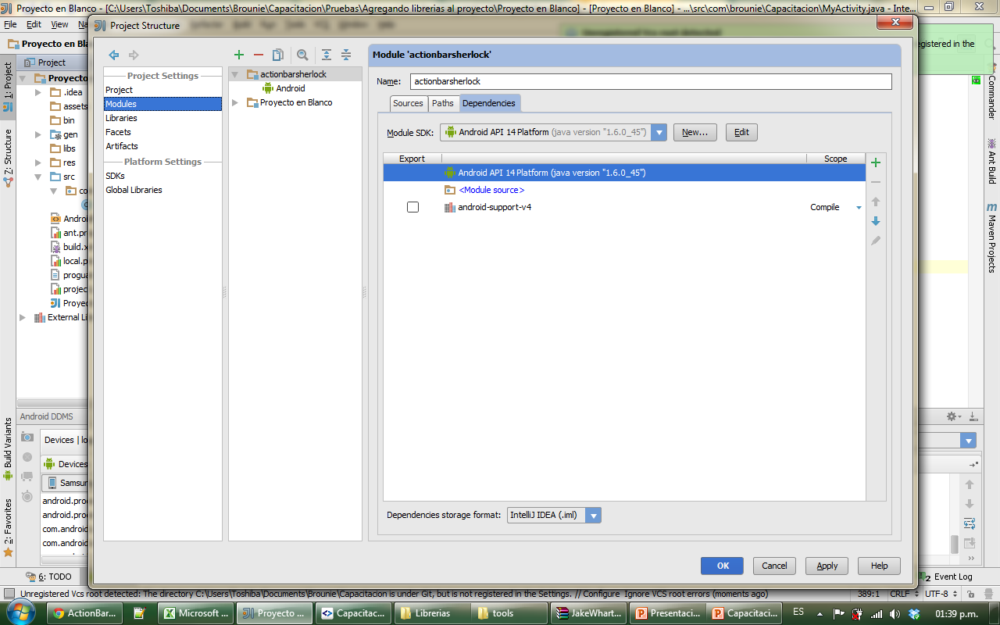 Proyecto en Blanco - [C:\Users\Toshiba\Documents\Brounie\Capacitacion\Pruebas\Agregando librerias al proyecto\Proyecto en Blanco] - [Proyecto en Blanco] - ...\src\com\brounie\Capacitacion\MyActivity.java - Inte...
File Edit View Na
Project Structure
Proyecto en Bla
egistered in the
Project
1: Project
Z: Structure
Build Variants
2: Favorites
Proyecto
.idea
assets
bin
gen
libs
res
src
co
Android
ant.pr
build.x
local.p
progua
projec
Proyec
External Li
Project Settings
Project
Modules
Libraries
Facets
Artifacts
Platform Settings
SDKs
Global Libraries
actionbarsherlock
Android
Proyecto en Blanco
Module 'actionbarsherlock'
Name: actionbarsherlock
Sources Paths Dependencies
Module SDK: Android API 14 Platform (java version "1.6.0_45") New... Edit
Export Scope
Android API 14 Platform (java version "1.6.0_45")
<Module source>
android-support-v4 Compile
Dependencies storage format: IntelliJ IDEA (.iml)
OK Cancel Apply Help
Commander
Ant Build
Maven Projects
Android DDMS
Devices | lo
Devices
Samsu
android.proc
android.proc
com.android
com.android
6: TODO
2 Event Log
Unregistered Vcs root detected: The directory C:\Users\Toshiba\Documents\Brounie\Capacitacion is under Git, but is not registered in the Settings. // Configure Ignore VCS root errors (moments ago) 389:1 CRLF UTF-8
ActionBar... Microsoft ... Proyecto ... Capacitac... Librerias tools JakeWhart... Presentaci... Capacitaci... ES 01:39 p.m.